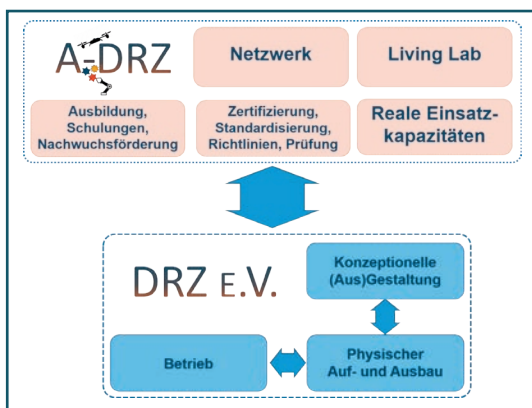 A-DRZ
Netzwerk
Living Lab
Ausbildung,
Schulungen,
Nachwuchsförderung
Zertifizierung,
Standardisierung,
Richtlinien, Prüfung
Reale Einsatz-
kapazitäten
DRZ E.V.
Konzeptionelle
(Aus)Gestaltung
Betrieb
Physischer
Auf- und Ausbau